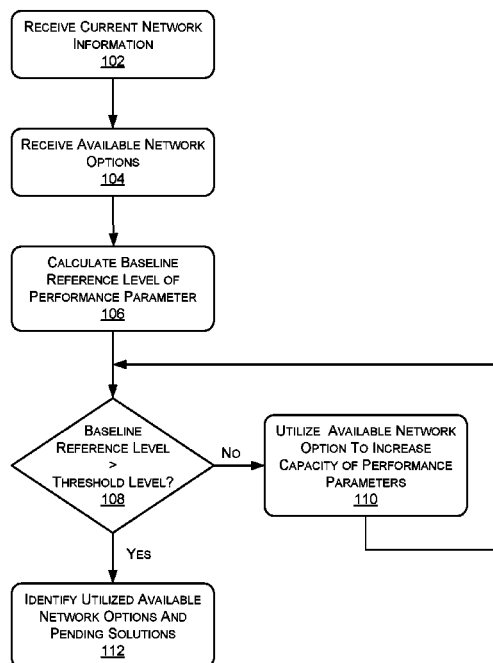 RECEIVE CURRENT NETWORK
INFORMATION
102
RECEIVE AVAILABLE NETWORK
OPTIONS
104
CALCULATE BASELINE
REFERENCE LEVEL OF
PERFORMANCE PARAMETER
106
BASELINE
REFERENCE LEVEL
>
THRESHOLD LEVEL?
108
NO
UTILIZE AVAILABLE NETWORK
OPTION TO INCREASE
CAPACITY OF PERFORMANCE
PARAMETERS
110
YES
IDENTIFY UTILIZED AVAILABLE
NETWORK OPTIONS AND
PENDING SOLUTIONS
112